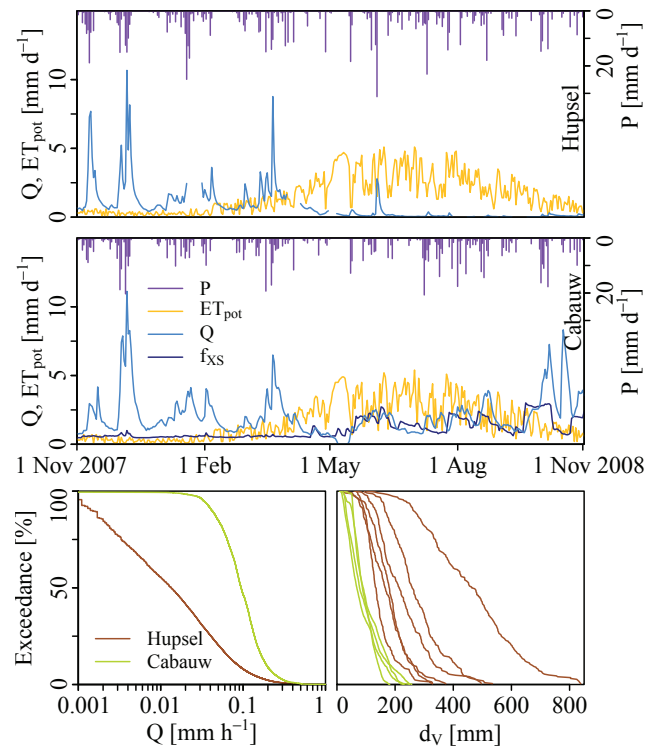 0
5
10
Q, ETpot [mm d⁻¹]
0
20
P [mm d⁻¹]
Hupsel
P
ETpot
Q
fXS
0
5
10
Q, ETpot [mm d⁻¹]
0
20
P [mm d⁻¹]
Cabauw
1 Nov 2007 1 Feb 1 May 1 Aug 1 Nov 2008
Exceedance [%]
0
50
100
Hupsel
Cabauw
0.001 0.01 0.1 1
Q [mm h⁻¹]
0 200 400 600 800
dV [mm]